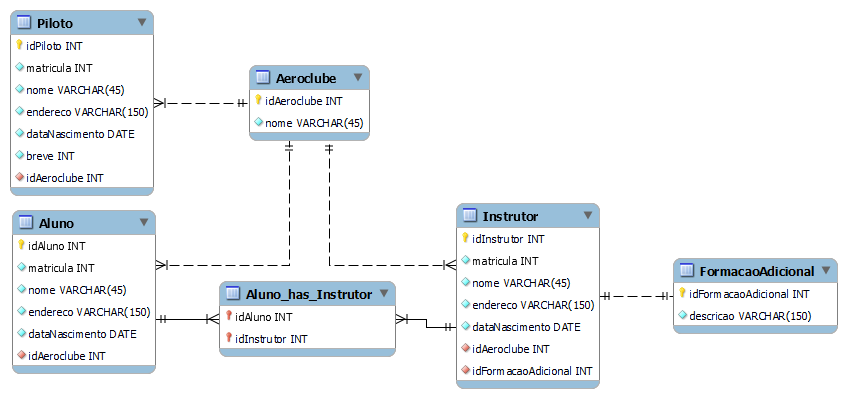 Piloto
idPiloto INT
matricula INT
nome VARCHAR(45)
endereco VARCHAR(150)
dataNascimento DATE
breve INT
idAeroclube INT
Aeroclube
idAeroclube INT
nome VARCHAR(45)
Aluno
idAluno INT
matricula INT
nome VARCHAR(45)
endereco VARCHAR(150)
dataNascimento DATE
idAeroclube INT
Aluno_has_Instrutor
idAluno INT
idInstrutor INT
Instrutor
idInstrutor INT
matricula INT
nome VARCHAR(45)
endereco VARCHAR(150)
dataNascimento DATE
idAeroclube INT
idFormacaoAdicional INT
FormacaoAdicional
idFormacaoAdicional INT
descricao VARCHAR(150)